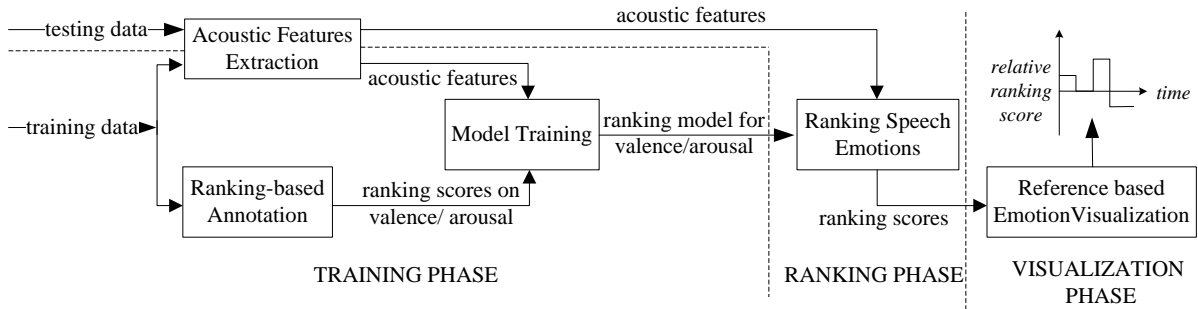 testing data
Acoustic Features
Extraction
acoustic features
acoustic features
training data
Model Training
ranking model for
valence/arousal
Ranking Speech
Emotions
relative
ranking
score
time
Ranking-based
Annotation
ranking scores on
valence/ arousal
ranking scores
Reference based
EmotionVisualization
TRAINING PHASE
RANKING PHASE
VISUALIZATION
PHASE